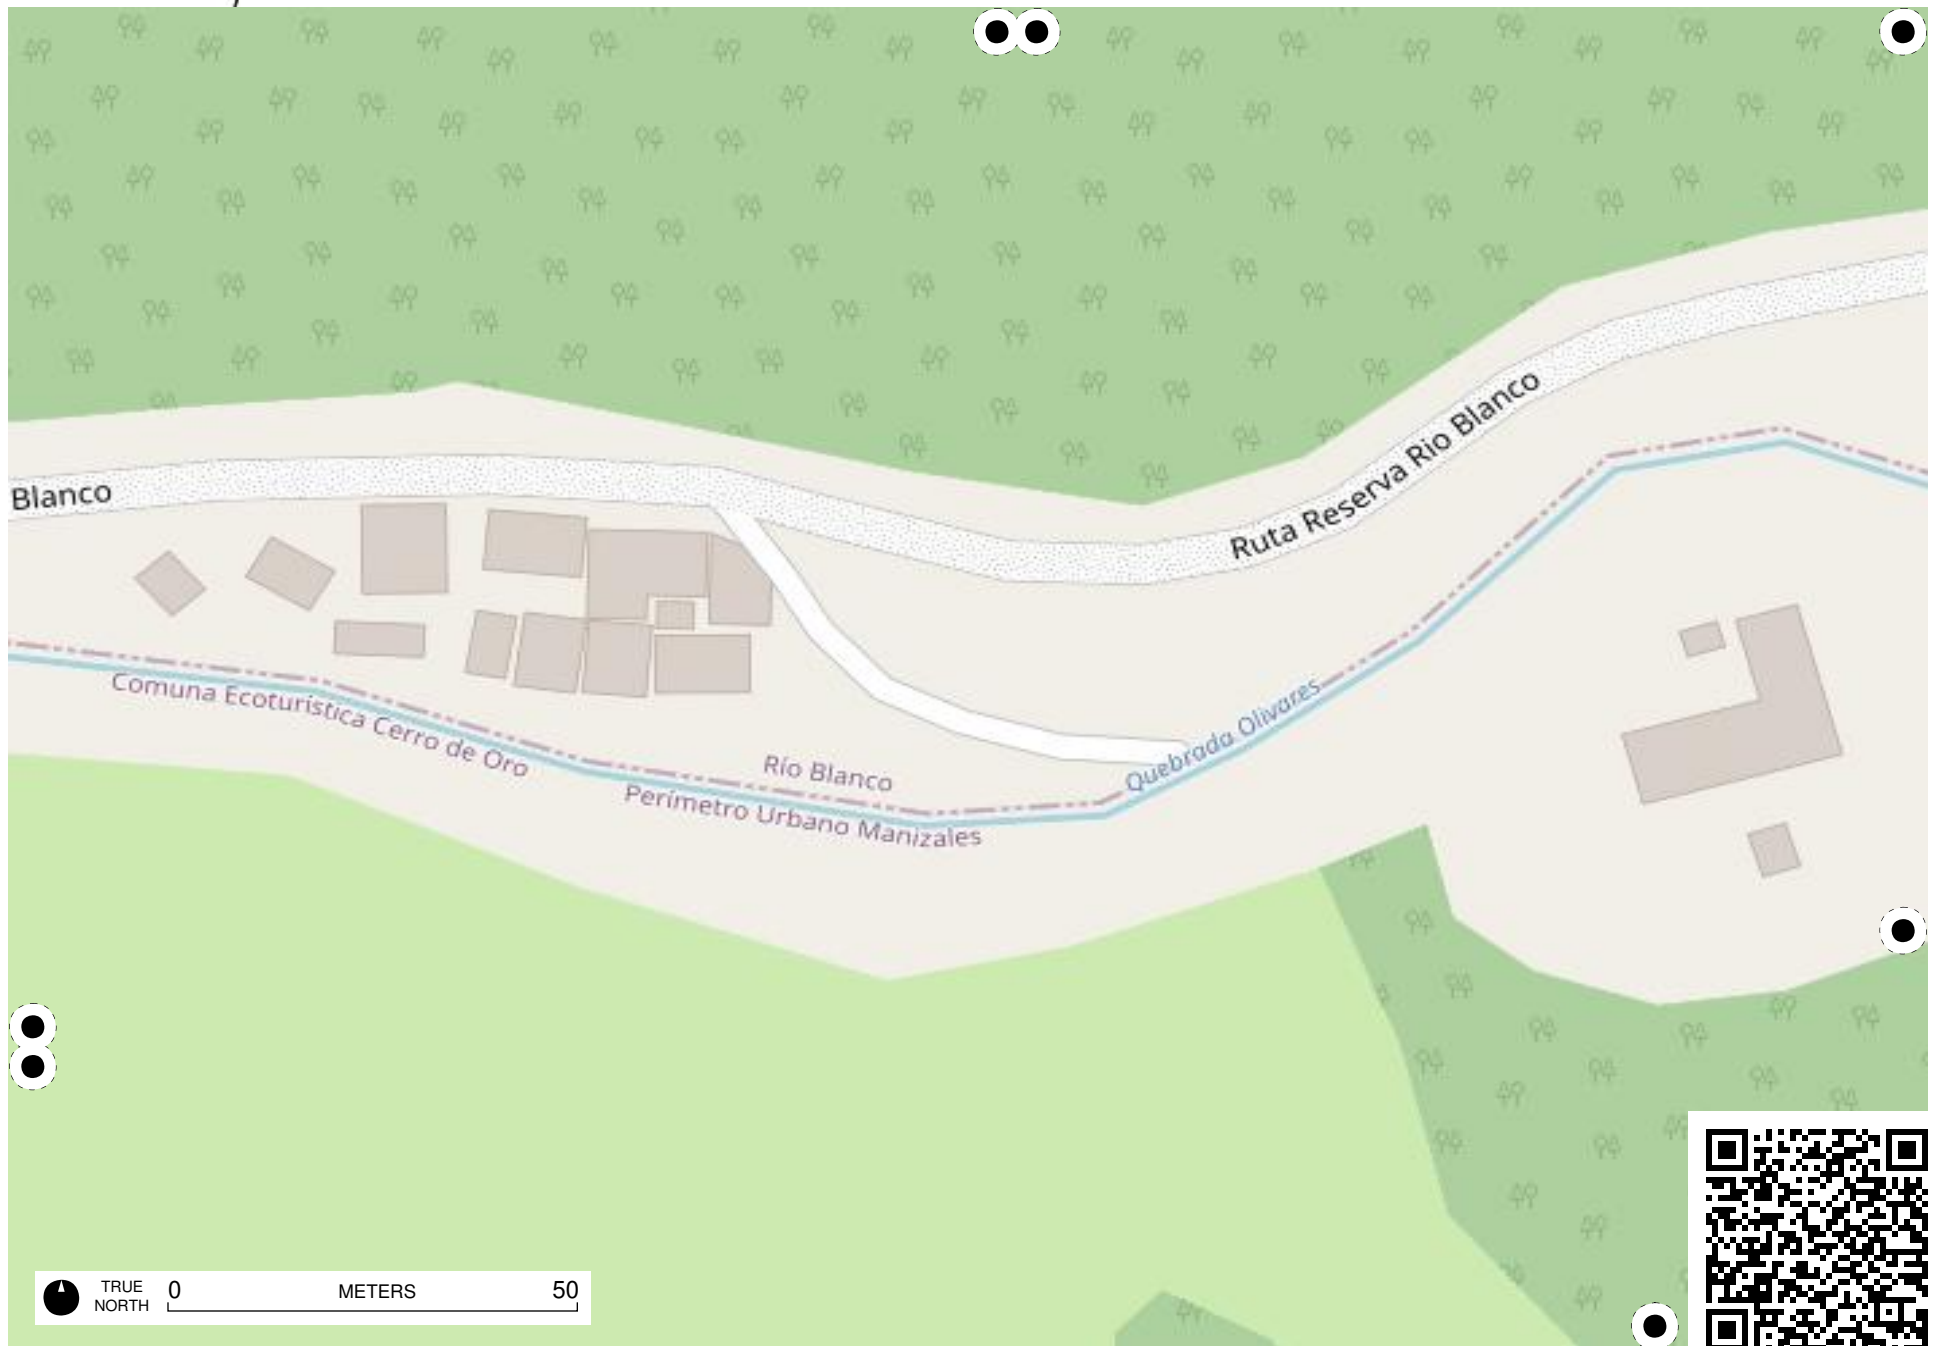 Blanco
Ruta Reserva Rio Blanco
Quebrada Olivares
Comuna Ecoturística Cerro de Oro
Río Blanco
Perímetro Urbano Manizales
TRUE NORTH
0 METERS 50